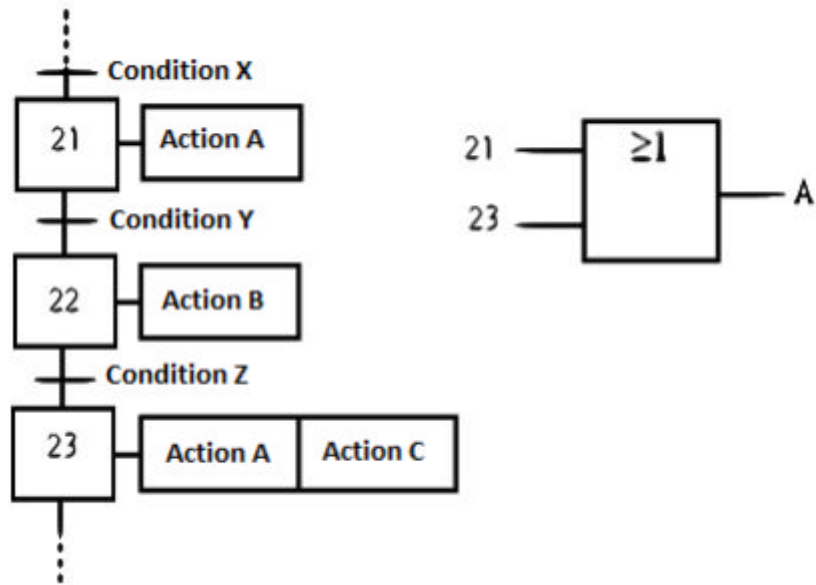 Condition X
21
Action A
Condition Y
22
Action B
Condition Z
23
Action A
Action C
21
≥1
23
A